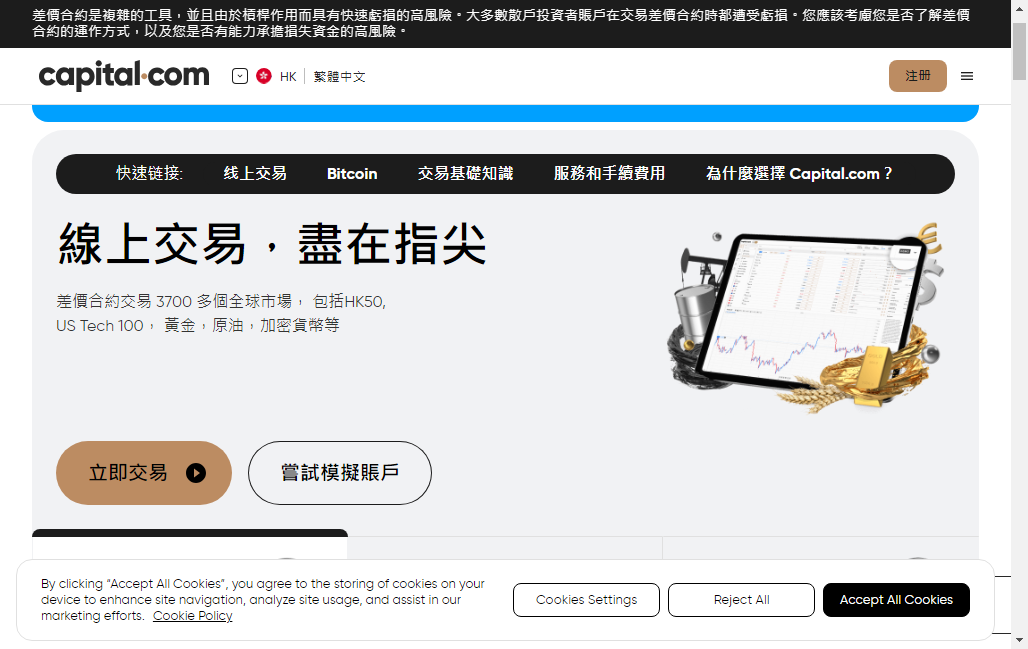 差價合約是複雜的工具，並且由於槓桿作用而具有快速虧損的高風險。大多數散戶投資者賬戶在交易差價合約時都遭受虧損。您應該考慮您是否了解差價
合約的運作方式，以及您是否有能力承擔損失資金的高風險。
capital.com
HK 繁體中文
注册
快速链接: 线上交易 Bitcoin 交易基礎知識 服務和手續費用 為什麼選擇 Capital.com？
線上交易，盡在指尖
差價合約交易 3700 多個全球市場， 包括HK50,
US Tech 100， 黃金，原油，加密貨幣等
立即交易
嘗試模擬賬戶
By clicking “Accept All Cookies”, you agree to the storing of cookies on your
device to enhance site navigation, analyze site usage, and assist in our
marketing efforts. Cookie Policy
Cookies Settings
Reject All
Accept All Cookies